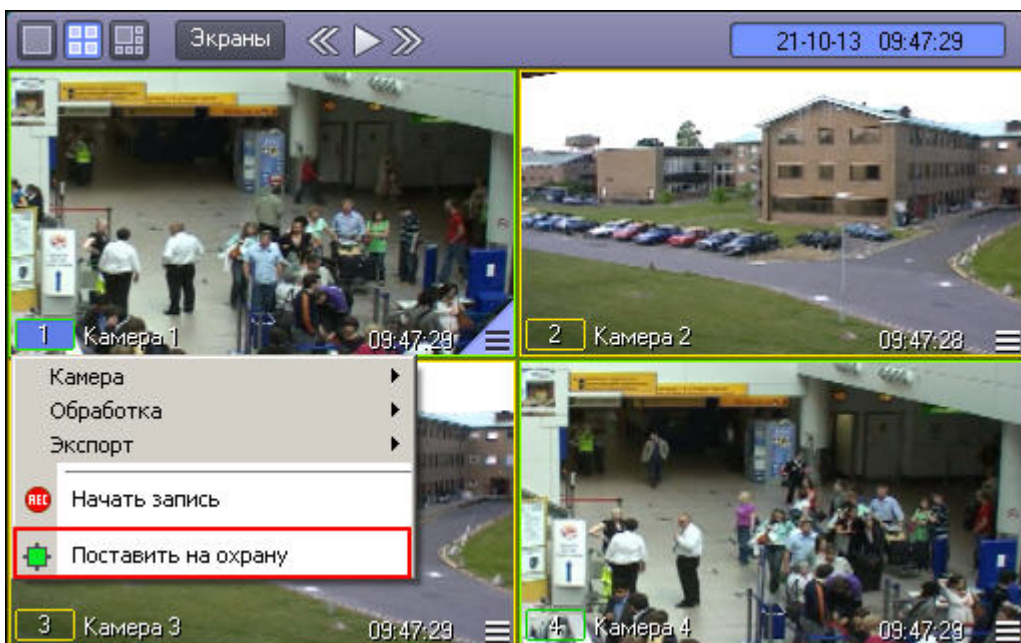 Экраны
21-10-13 09:47:29
1 Камера 1 09:47:29
2 Камера 2 09:47:28
Камера
Обработка
Экспорт
REC Начать запись
Поставить на охрану
3 Камера 3 09:47:29
4 Камера 4 09:47:29